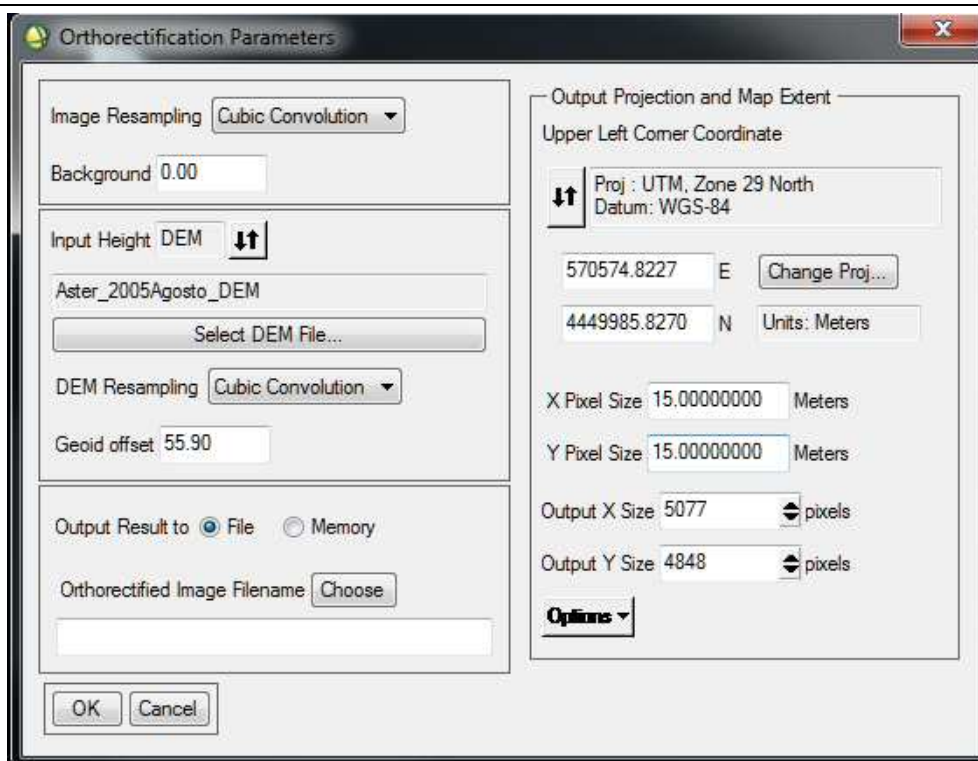 Orthorectification Parameters
Image Resampling Cubic Convolution
Background 0.00
Input Height DEM
Aster_2005Agosto_DEM
Select DEM File...
DEM Resampling Cubic Convolution
Geoid offset 55.90
Output Result to File Memory
Orthorectified Image Filename Choose
OK Cancel
Output Projection and Map Extent
Upper Left Corner Coordinate
Proj : UTM, Zone 29 North
Datum: WGS-84
570574.8227 E Change Proj...
4449985.8270 N Units: Meters
X Pixel Size 15.00000000 Meters
Y Pixel Size 15.00000000 Meters
Output X Size 5077 pixels
Output Y Size 4848 pixels
Options